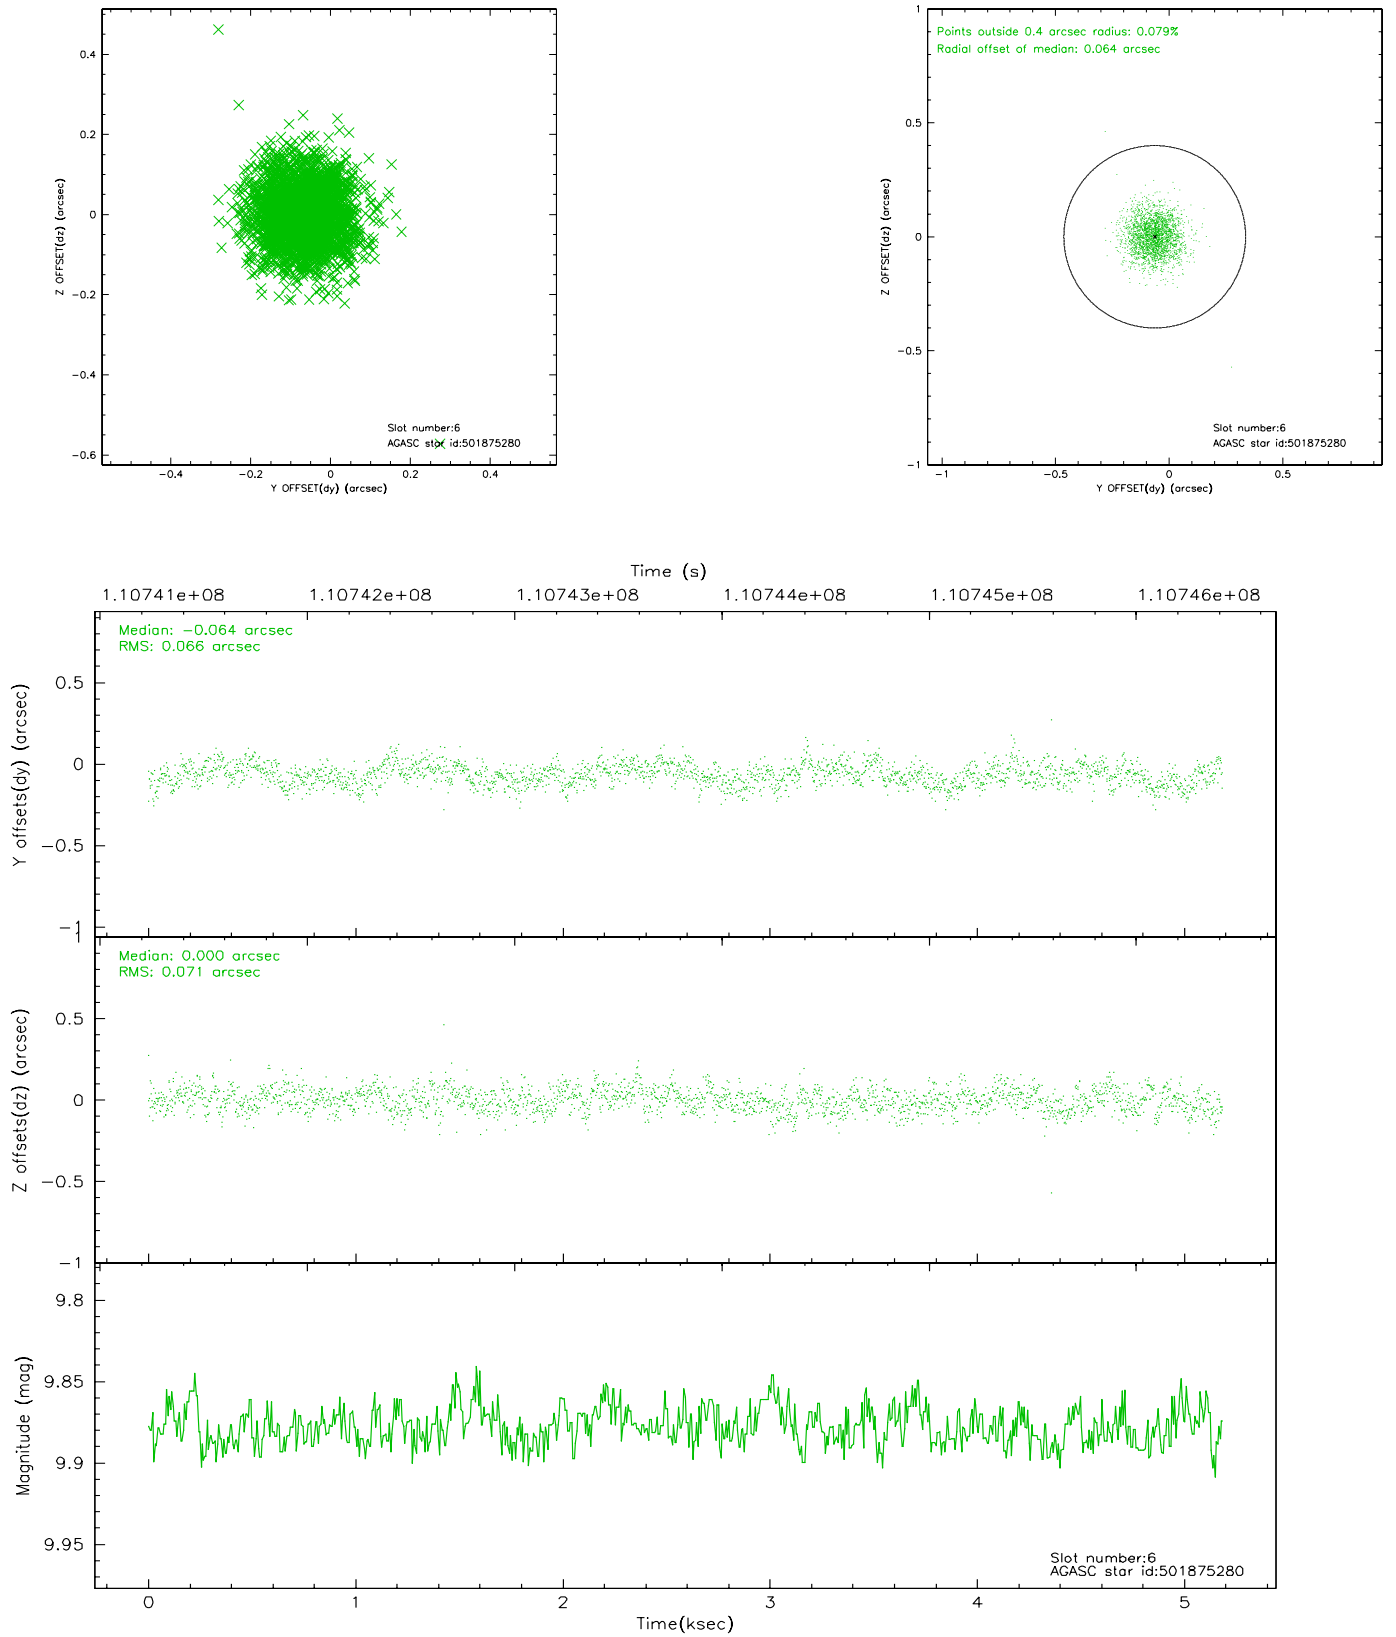 0.4
0.2
0
-0.2
-0.4
-0.6
Z OFFSET(dz) (arcsec)
Slot number:6
AGASC star id:501875280
-0.4 -0.2 0 0.2 0.4
Y OFFSET(dy) (arcsec)
1
0.5
0
-0.5
-1
Z OFFSET(dz) (arcsec)
Points outside 0.4 arcsec radius: 0.079%
Radial offset of median: 0.064 arcsec
Slot number:6
AGASC star id:501875280
-1 -0.5 0 0.5
Y OFFSET(dy) (arcsec)
Time (s)
1.10741e+08 1.10742e+08 1.10743e+08 1.10744e+08 1.10745e+08 1.10746e+08
Median: -0.064 arcsec
RMS: 0.066 arcsec
0.5
0
-0.5
-1
Y offsets(dy) (arcsec)
1
Median: 0.000 arcsec
RMS: 0.071 arcsec
0.5
0
-0.5
-1
Z offsets(dz) (arcsec)
9.8
9.85
9.9
9.95
Magnitude (mag)
Slot number:6
AGASC star id:501875280
0 1 2 3 4 5
Time(ksec)